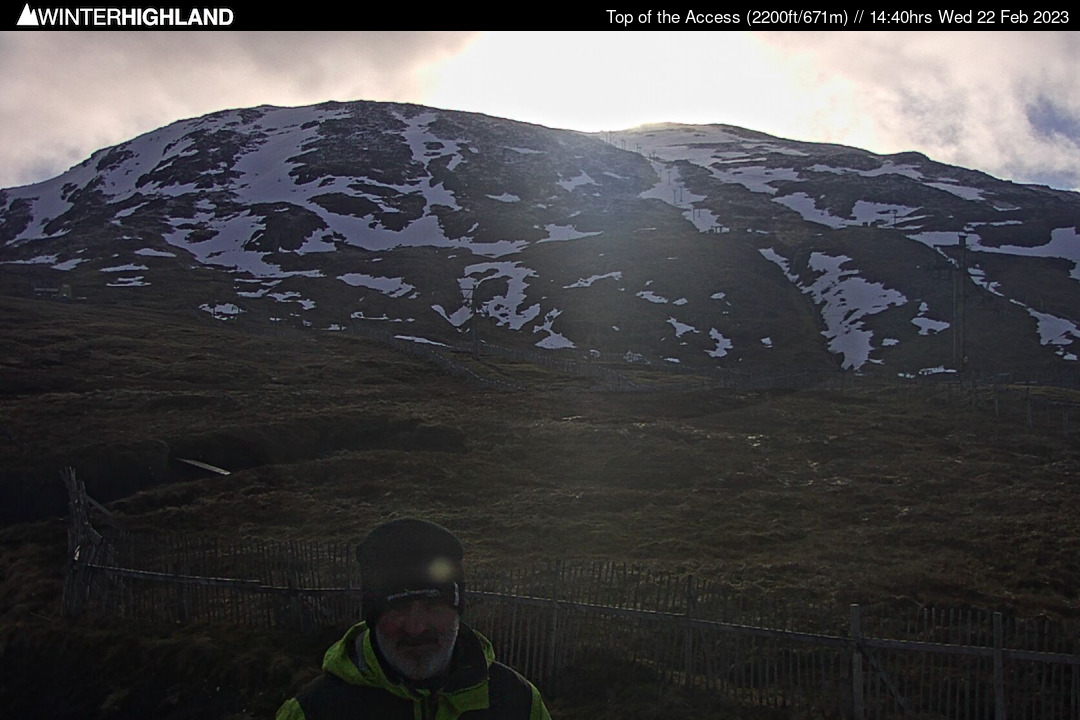 WINTERHIGHLAND
Top of the Access (2200ft/671m) // 14:40hrs Wed 22 Feb 2023